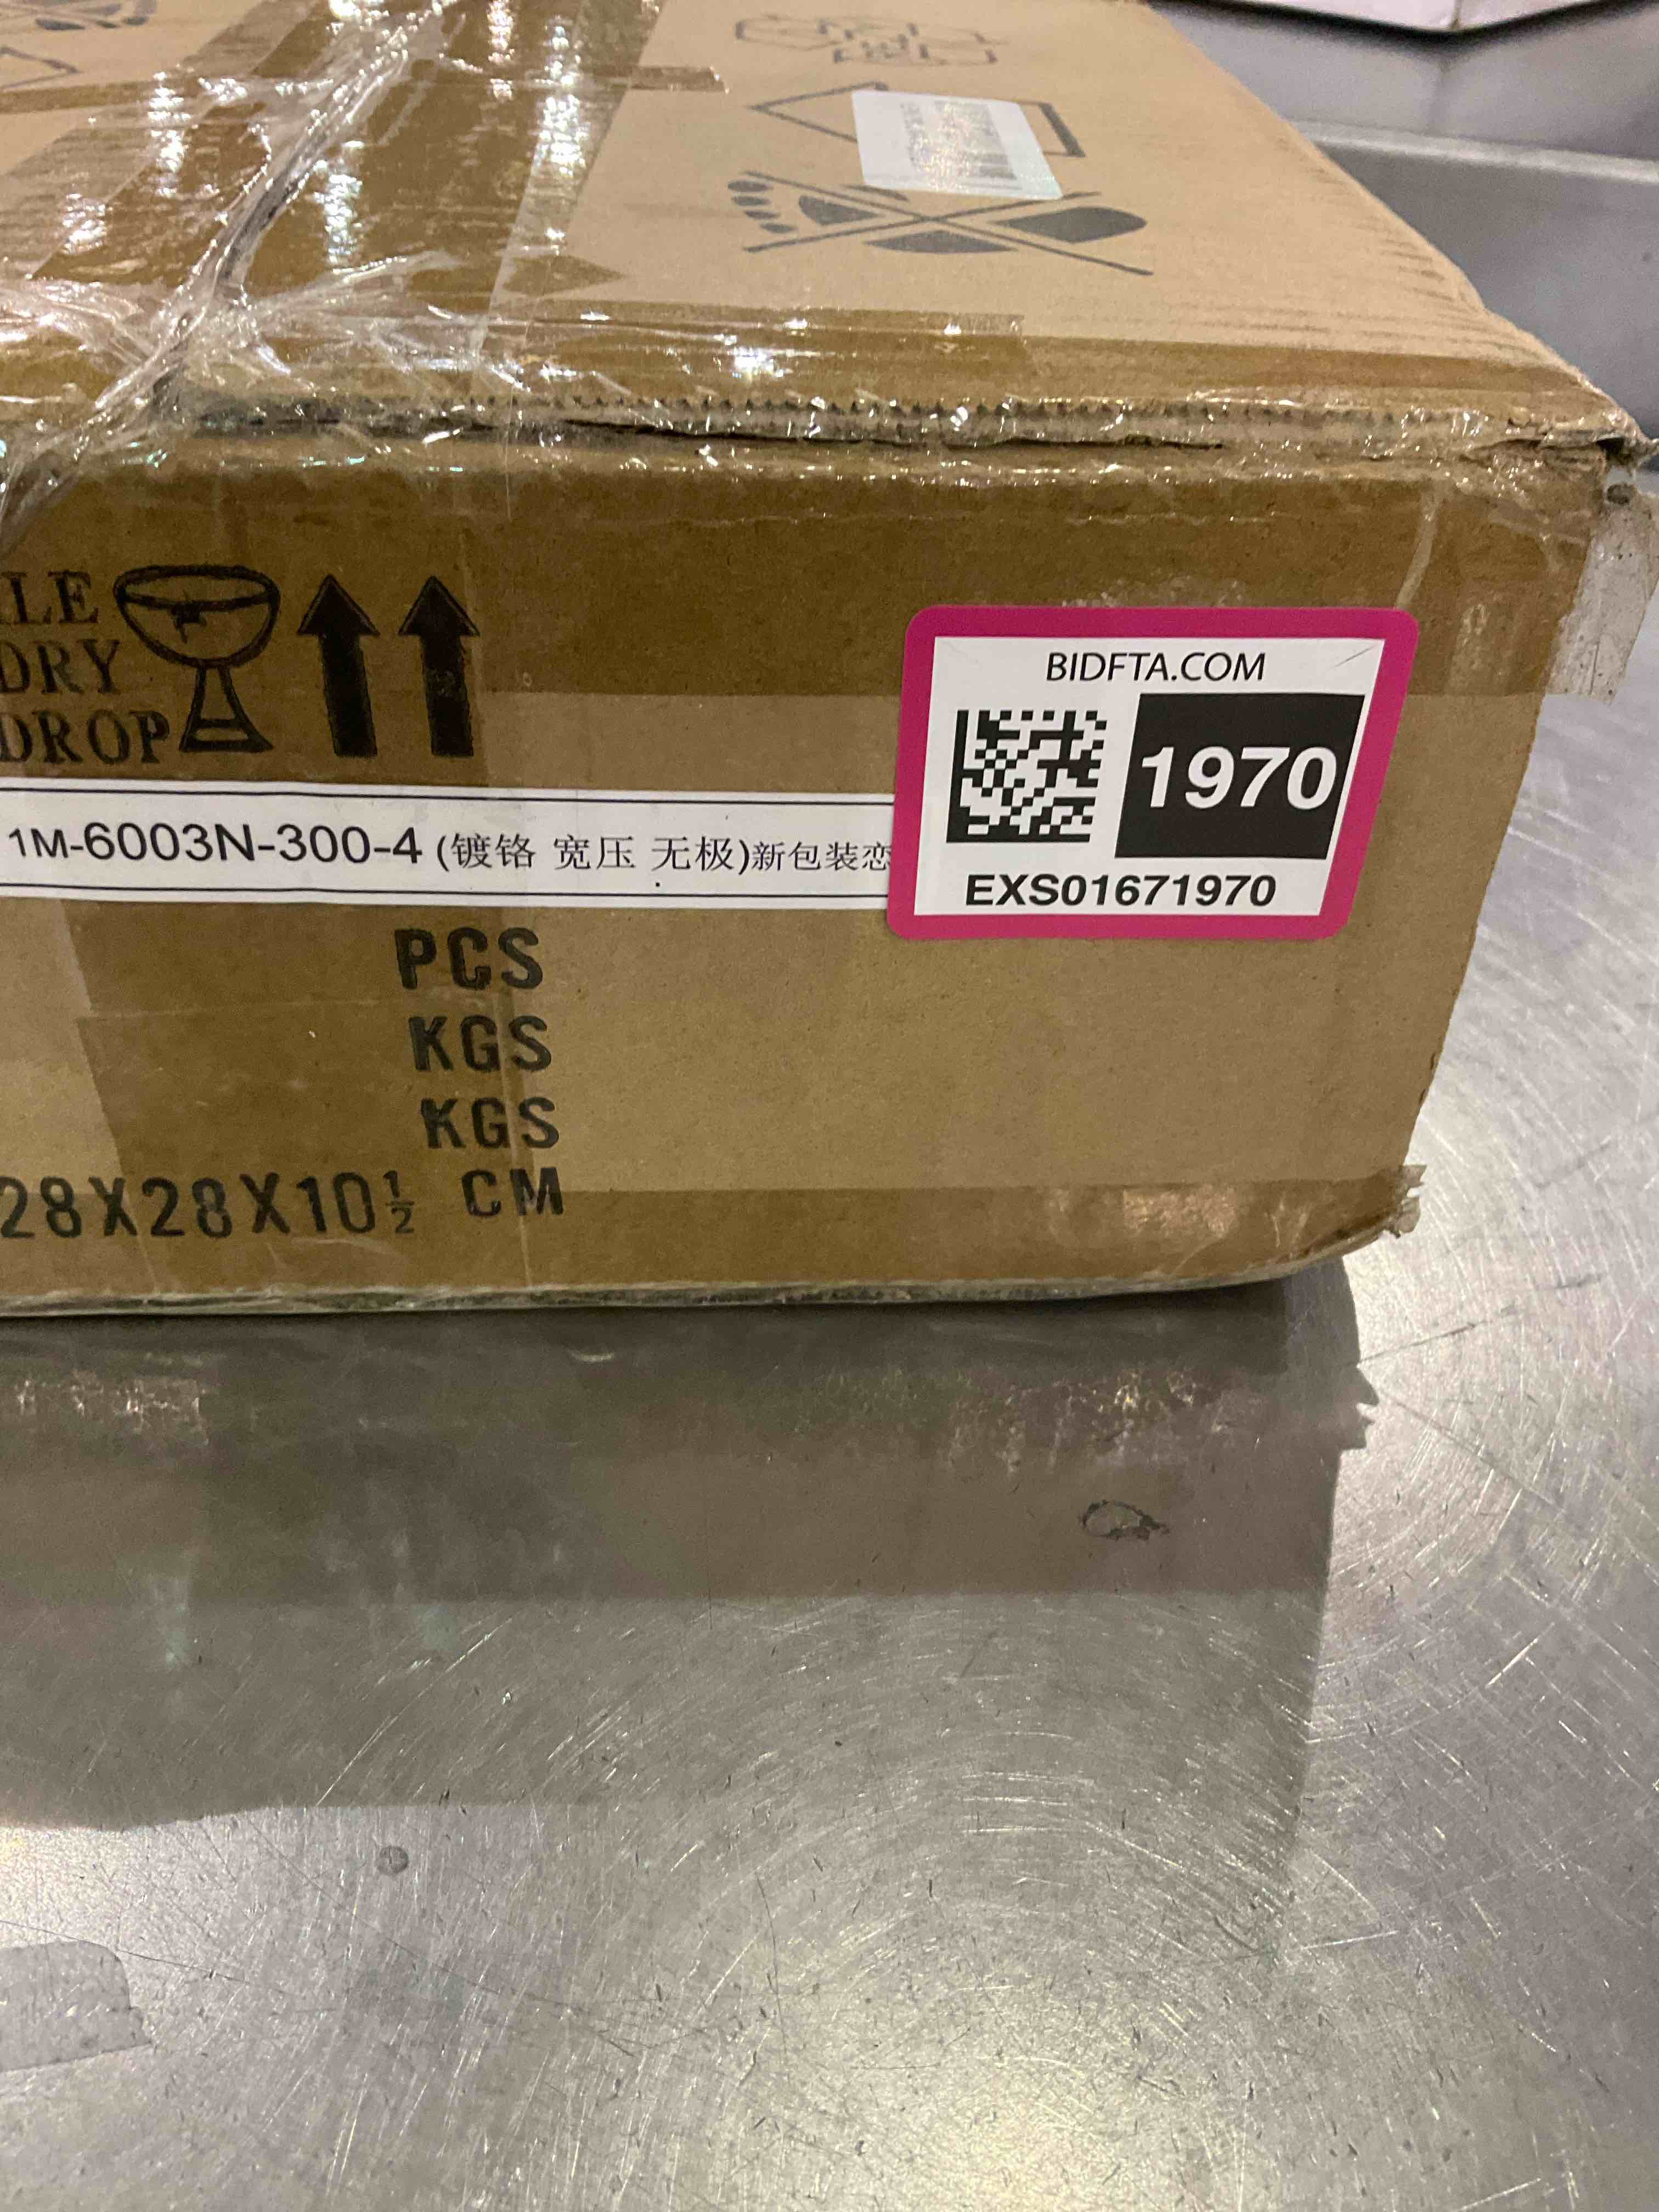 LE
DRY
DROP
1M-6003N-300-4 (镀铬 宽压 无极)新包装恋
BIDFTA.COM
1970
EXS01671970
PCS
KGS
KGS
28X28X10½ CM